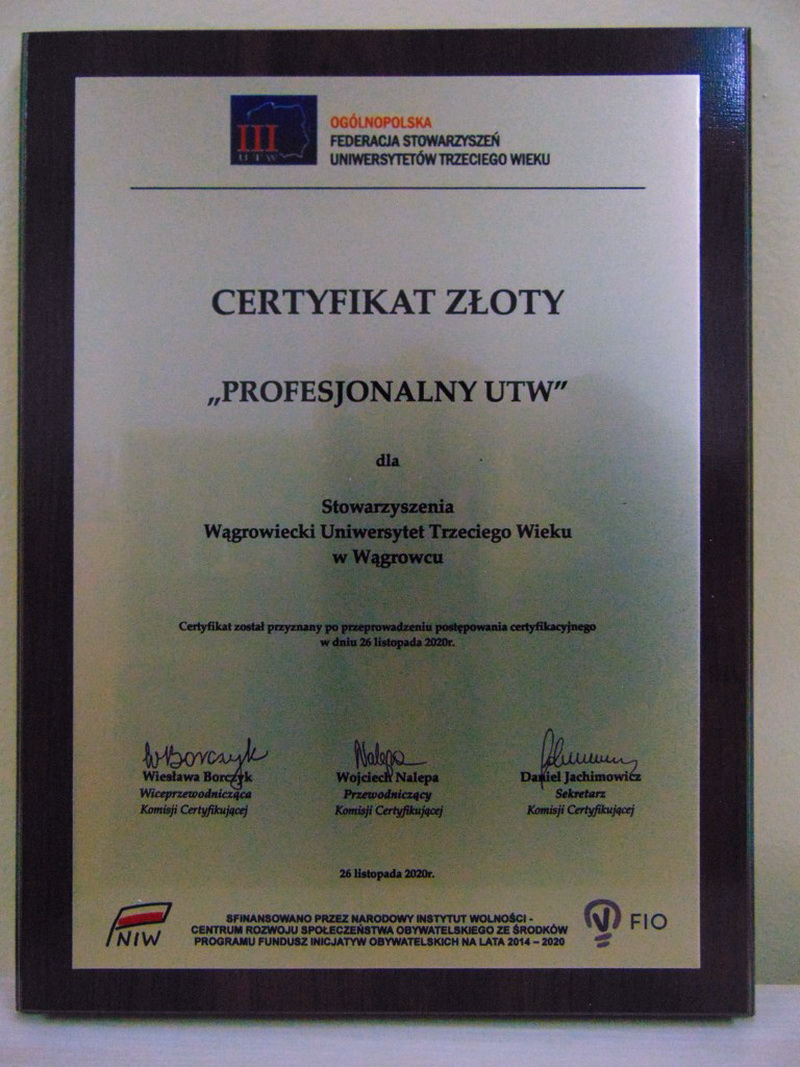 III
UTW
OGÓLNOPOLSKA
FEDERACJA STOWARZYSZEŃ
UNIWERSYTETÓW TRZECIEGO WIEKU
CERTYFIKAT ZŁOTY
„PROFESJONALNY UTW”
dla
Stowarzyszenia
Wągrowiecki Uniwersytet Trzeciego Wieku
w Wągrowcu
Certyfikat został przyznany po przeprowadzeniu postępowania certyfikacyjnego
w dniu 26 listopada 2020r.
WBorczyk
Nalepa
Wiesława Borczyk
Wiceprzewodnicząca
Komisji Certyfikującej
Wojciech Nalepa
Przewodniczący
Komisji Certyfikującej
Daniel Jachimowicz
Sekretarz
Komisji Certyfikującej
26 listopada 2020r.
NIW
SFINANSOWANO PRZEZ NARODOWY INSTYTUT WOLNOŚCI -
CENTRUM ROZWOJU SPOŁECZEŃSTWA OBYWATELSKIEGO ZE ŚRODKÓW
PROGRAMU FUNDUSZ INICJATYW OBYWATELSKICH NA LATA 2014 – 2020
FIO